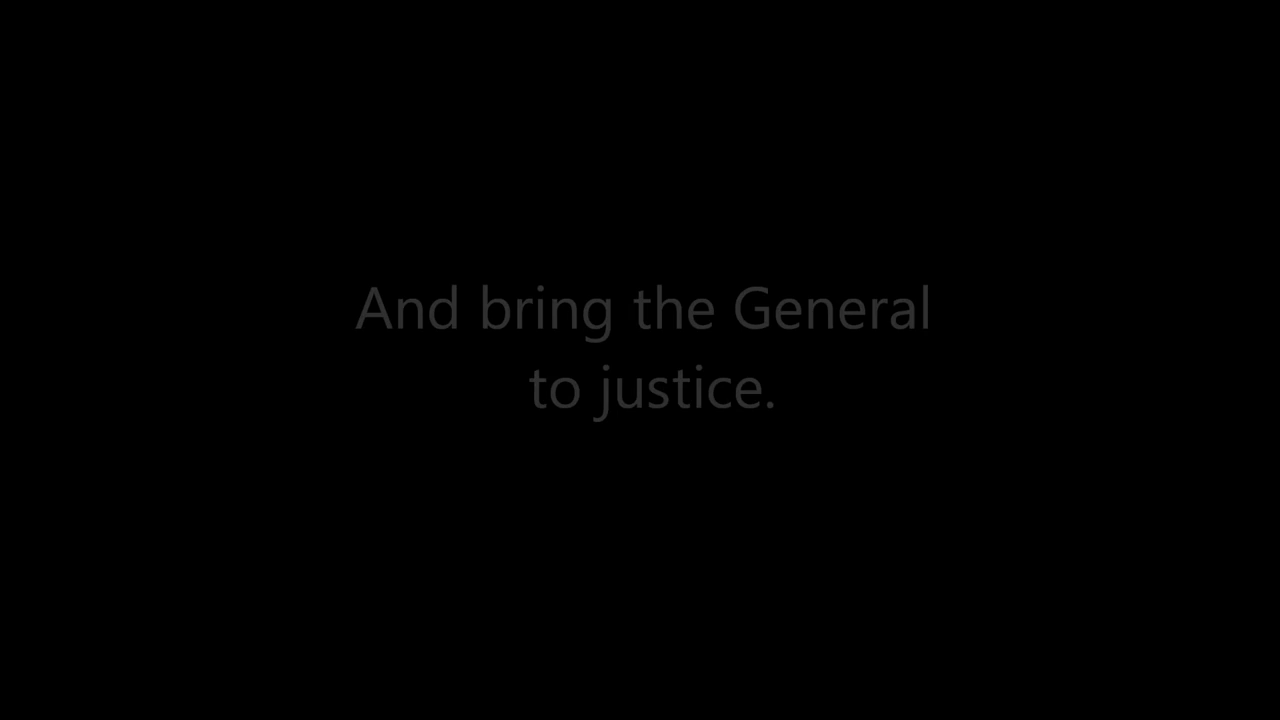 And bring the General
to justice.